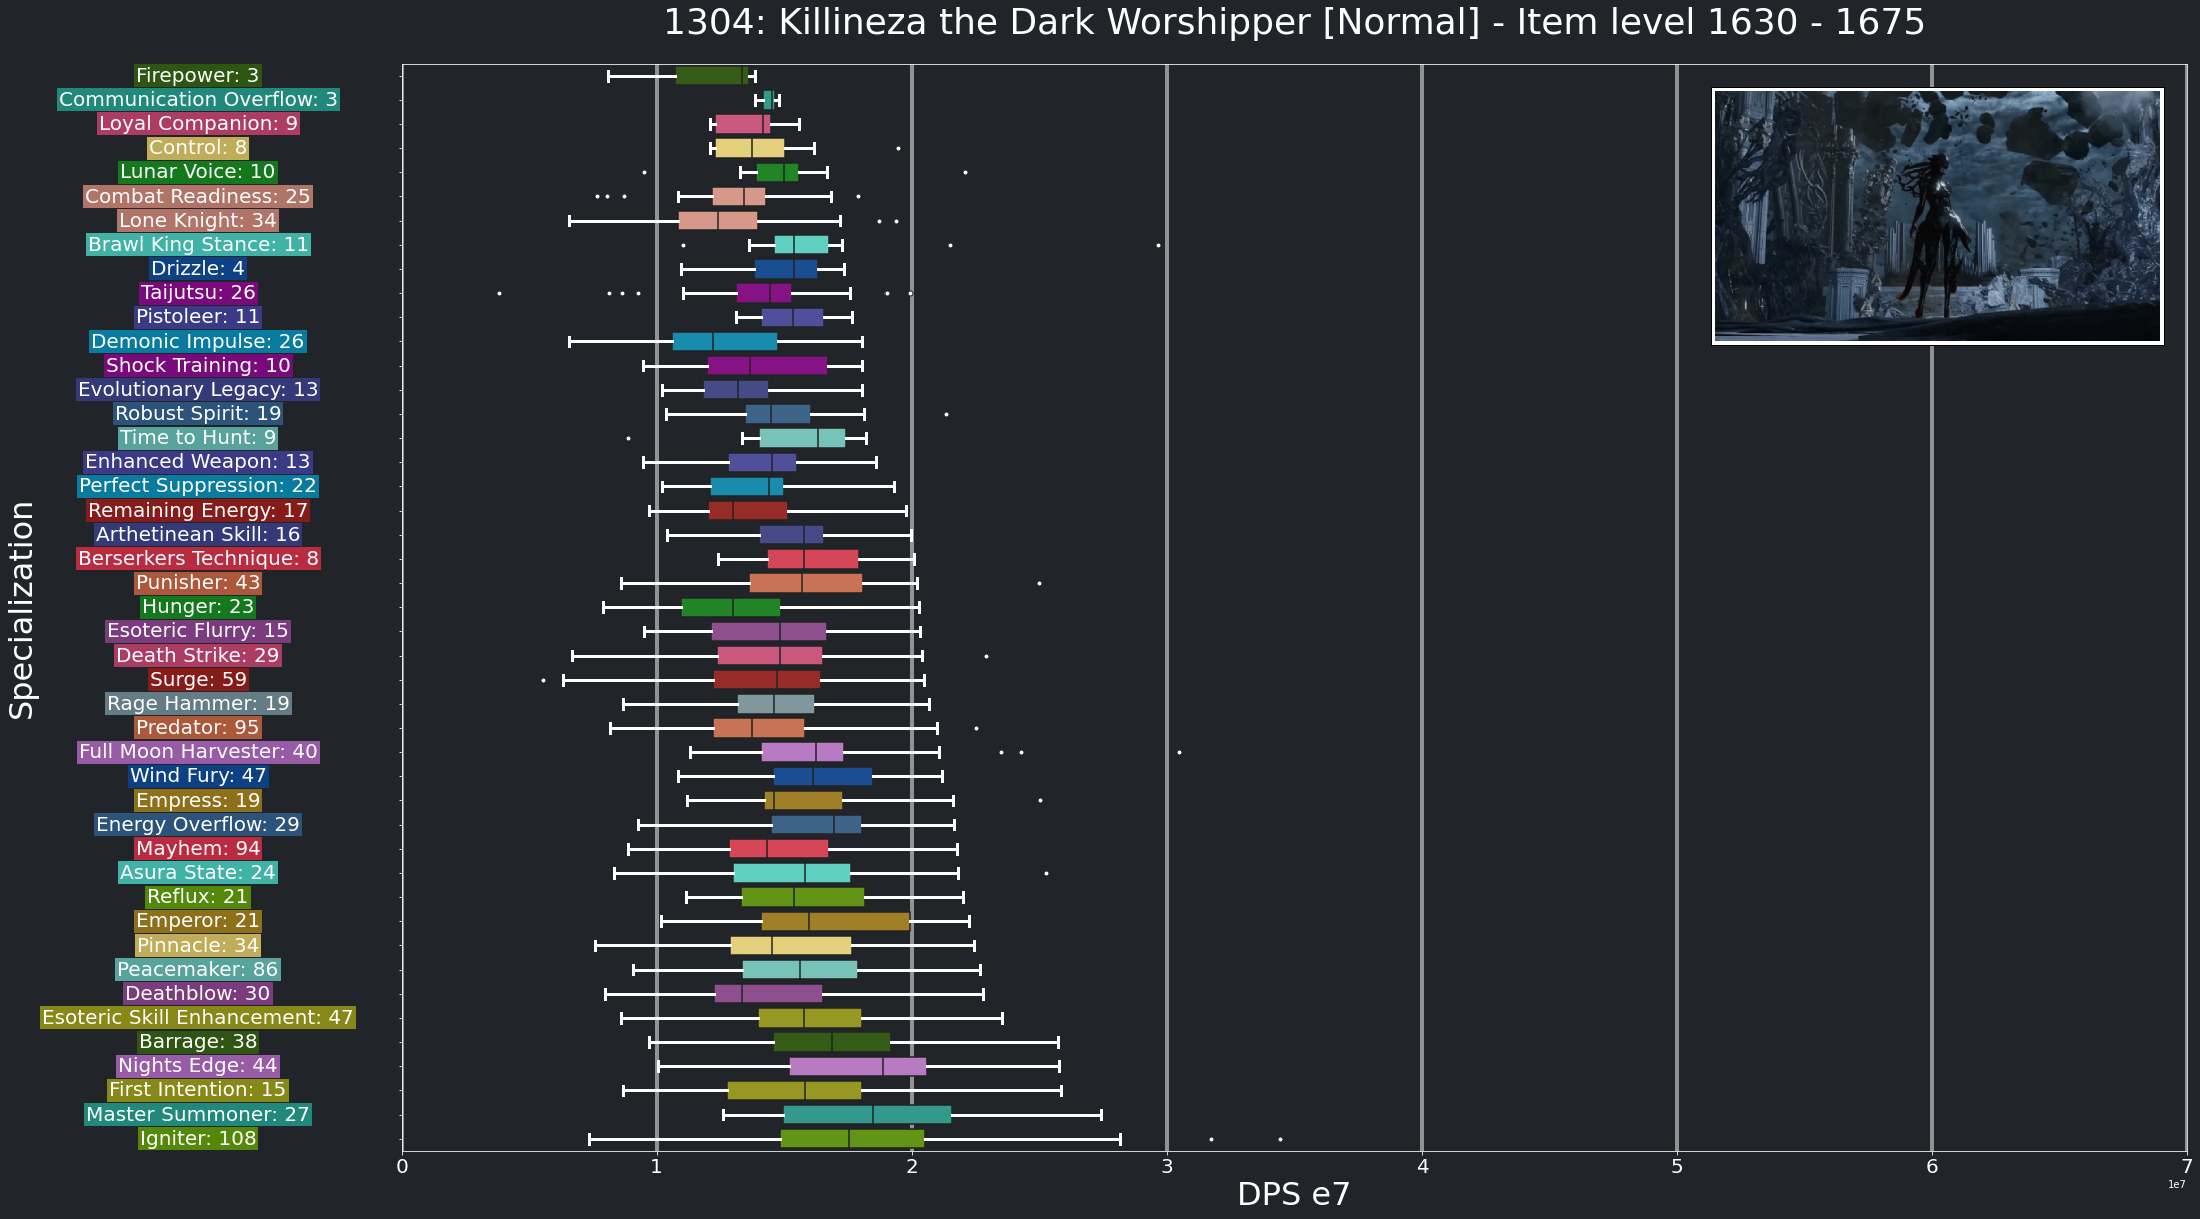 1304: Killineza the Dark Worshipper [Normal] - Item level 1630 - 1675
Specialization
Firepower: 3
Communication Overflow: 3
Loyal Companion: 9
Control: 8
Lunar Voice: 10
Combat Readiness: 25
Lone Knight: 34
Brawl King Stance: 11
Drizzle: 4
Taijutsu: 26
Pistoleer: 11
Demonic Impulse: 26
Shock Training: 10
Evolutionary Legacy: 13
Robust Spirit: 19
Time to Hunt: 9
Enhanced Weapon: 13
Perfect Suppression: 22
Remaining Energy: 17
Arthetinean Skill: 16
Berserkers Technique: 8
Punisher: 43
Hunger: 23
Esoteric Flurry: 15
Death Strike: 29
Surge: 59
Rage Hammer: 19
Predator: 95
Full Moon Harvester: 40
Wind Fury: 47
Empress: 19
Energy Overflow: 29
Mayhem: 94
Asura State: 24
Reflux: 21
Emperor: 21
Pinnacle: 34
Peacemaker: 86
Deathblow: 30
Esoteric Skill Enhancement: 47
Barrage: 38
Nights Edge: 44
First Intention: 15
Master Summoner: 27
Igniter: 108
0 1 2 3 4 5 6 7
1e7
DPS e7